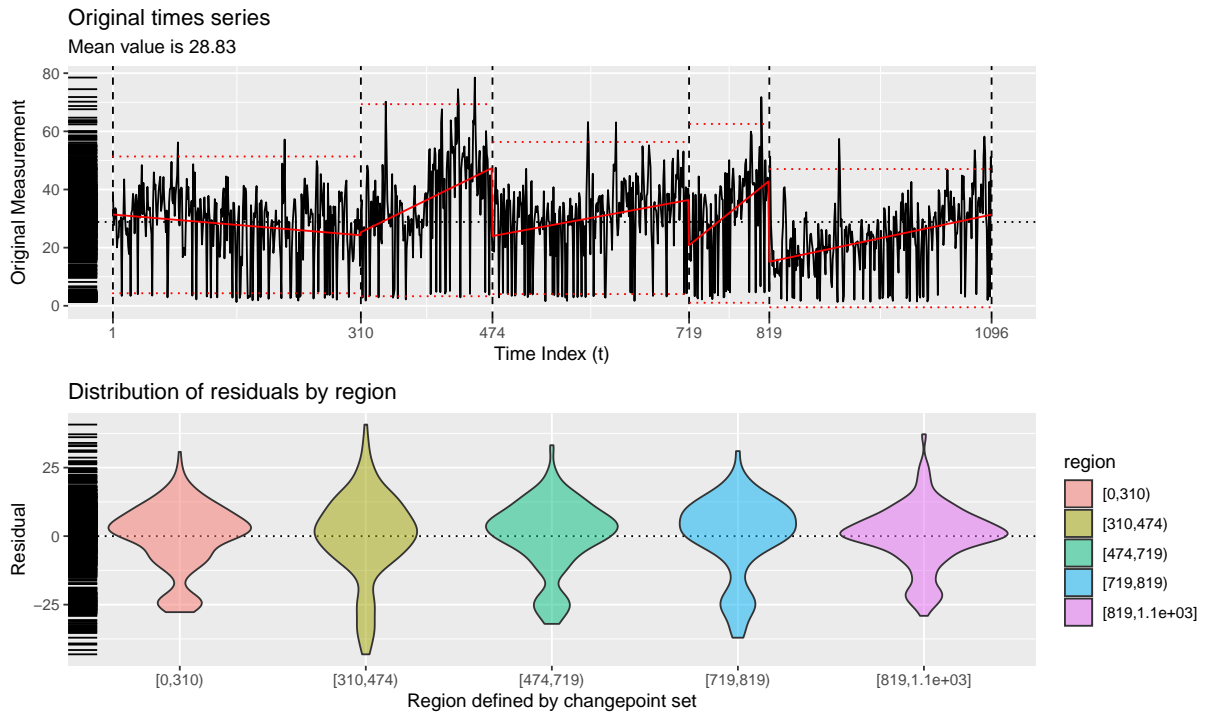 Original times series
Mean value is 28.83
Original Measurement
80
60
40
20
0
1
310
474
719
819
1096
Time Index (t)
Distribution of residuals by region
Residual
25
0
−25
[0,310)
[310,474)
[474,719)
[719,819)
[819,1.1e+03)
Region defined by changepoint set
region
[0,310)
[310,474)
[474,719)
[719,819)
[819,1.1e+03)